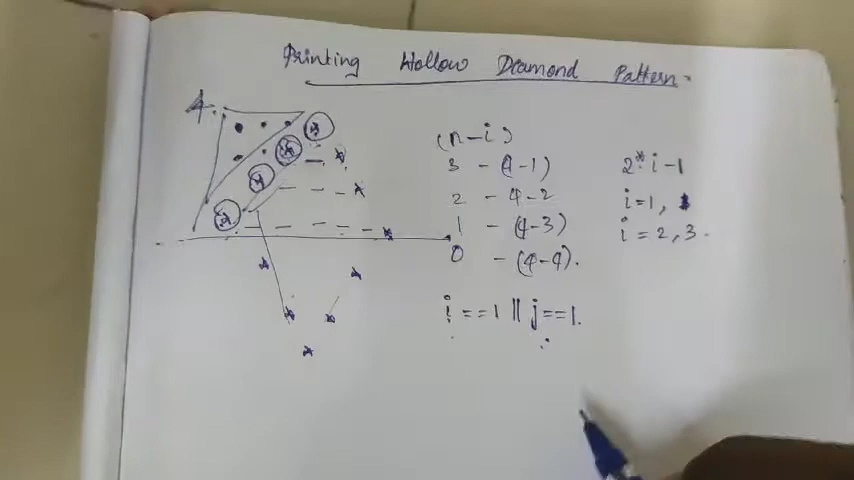 Printing Hollow Diamond Pattern:
4.
(n-i)
3 - (4-1)
2 - 4-2
1 - (4-3)
0 - (4-4).
2*i-1
i=1,
i=2,3.
i==1 || j==1.